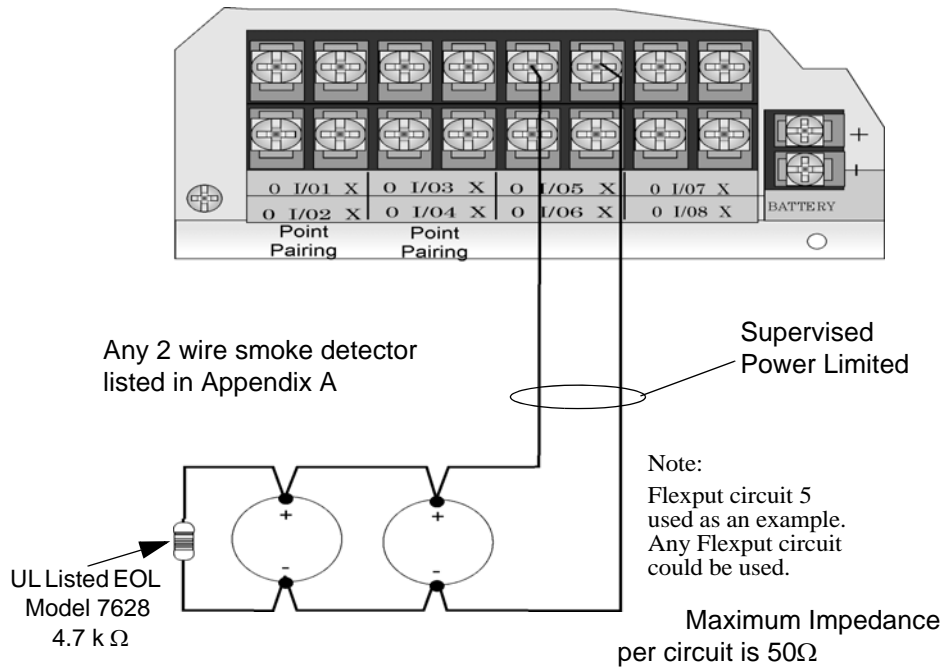 +
-
0 I/01 X 0 I/03 X 0 I/05 X 0 I/07 X
0 I/02 X 0 I/04 X 0 I/06 X 0 I/08 X
BATTERY
Point Pairing
Point Pairing
Any 2 wire smoke detector
listed in Appendix A
Supervised
Power Limited
Note:
Flexput circuit 5
used as an example.
Any Flexput circuit
could be used.
+
+
-
-
UL Listed EOL
Model 7628
4.7 k Ω
Maximum Impedance
per circuit is 50Ω